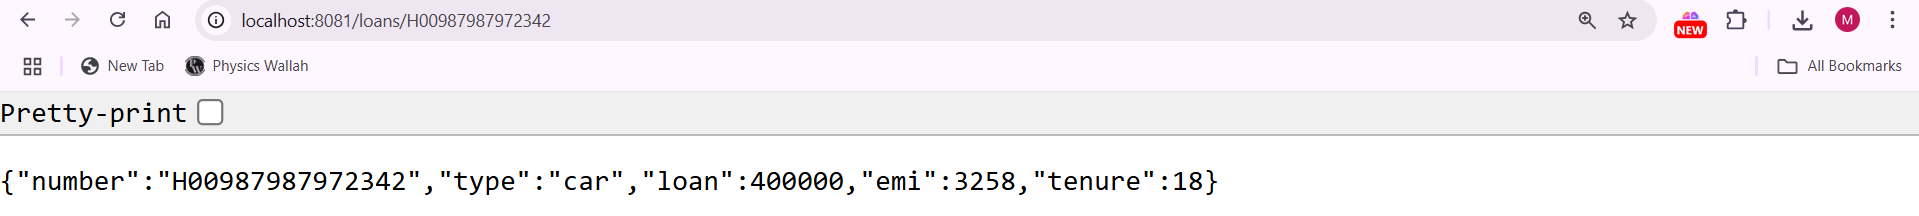 localhost:8081/loans/H00987987972342
NEW
M
New Tab
Physics Wallah
All Bookmarks
Pretty-print
{"number":"H00987987972342","type":"car","loan":400000,"emi":3258,"tenure":18}